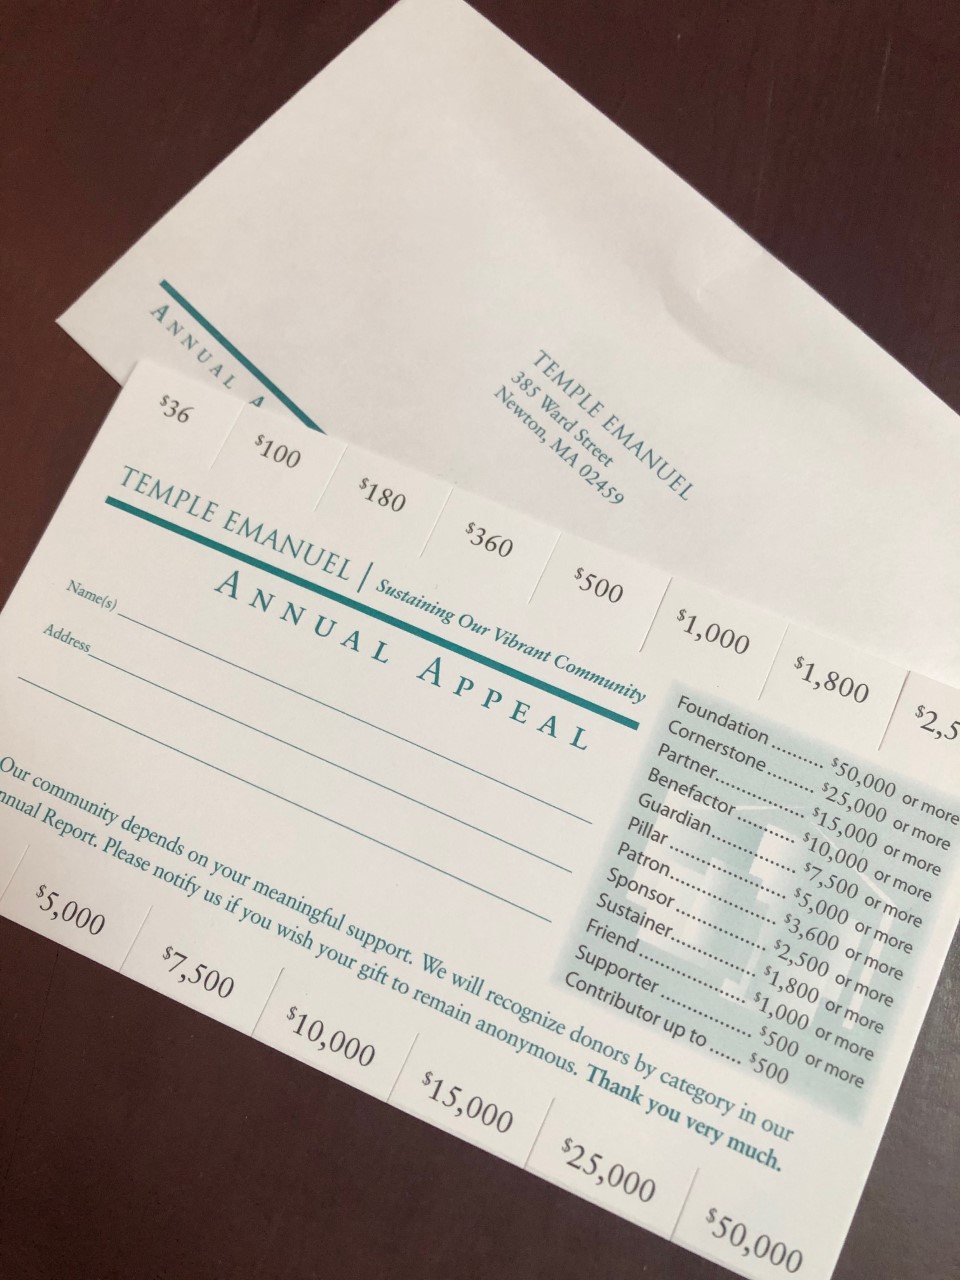 TEMPLE EMANUEL
385 Ward Street
Newton, MA 02459
ANNUAL A
$36
$100
$180
$360
$500
$1,000
$1,800
$2,5
TEMPLE EMANUEL | Sustaining Our Vibrant Community
ANNUAL APPEAL
Name(s)
Address
Foundation .......... $50,000 or more
Cornerstone ......... $25,000 or more
Partner................. $15,000 or more
Benefactor ........... $10,000 or more
Guardian................ $7,500 or more
Pillar ...................... $5,000 or more
Patron.................... $3,600 or more
Sponsor ................. $2,500 or more
Sustainer................ $1,800 or more
Friend .................... $1,000 or more
Supporter ................. $500 or more
Contributor up to ...... $500
Our community depends on your meaningful support. We will recognize donors by category in our
nnual Report. Please notify us if you wish your gift to remain anonymous. Thank you very much.
$5,000
$7,500
$10,000
$15,000
$25,000
$50,000